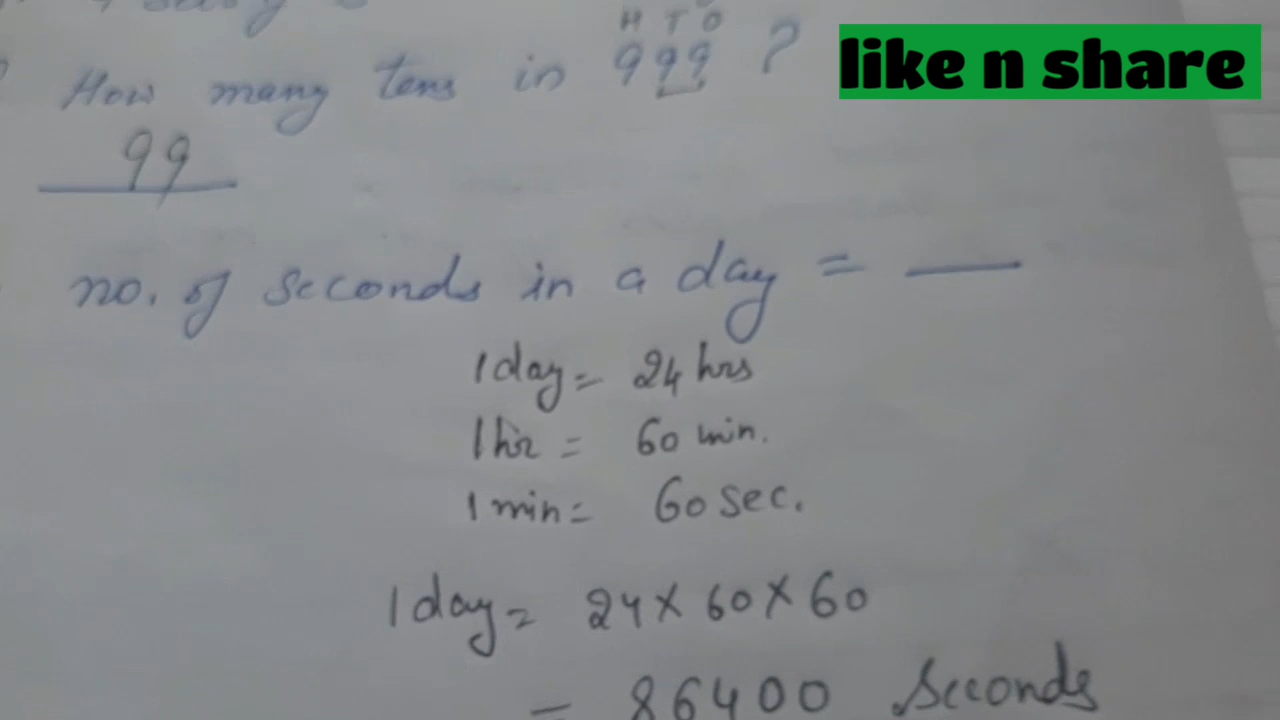 H T O
How many tens in 999 ?
like n share
99
no. of seconds in a day = ___
1 day = 24 hrs
1 hr = 60 min.
1 min = 60 sec.
1 day = 24 x 60 x 60
= 86400 seconds